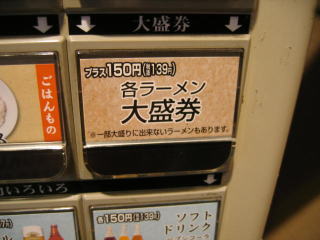 大盛券
プラス150円(税抜139円)
各ラーメン
大盛券
※一部大盛りに出来ないラーメンもあります。
ごはんもの
いろいろ
各150円(税抜139円)
ソフト
ドリンク